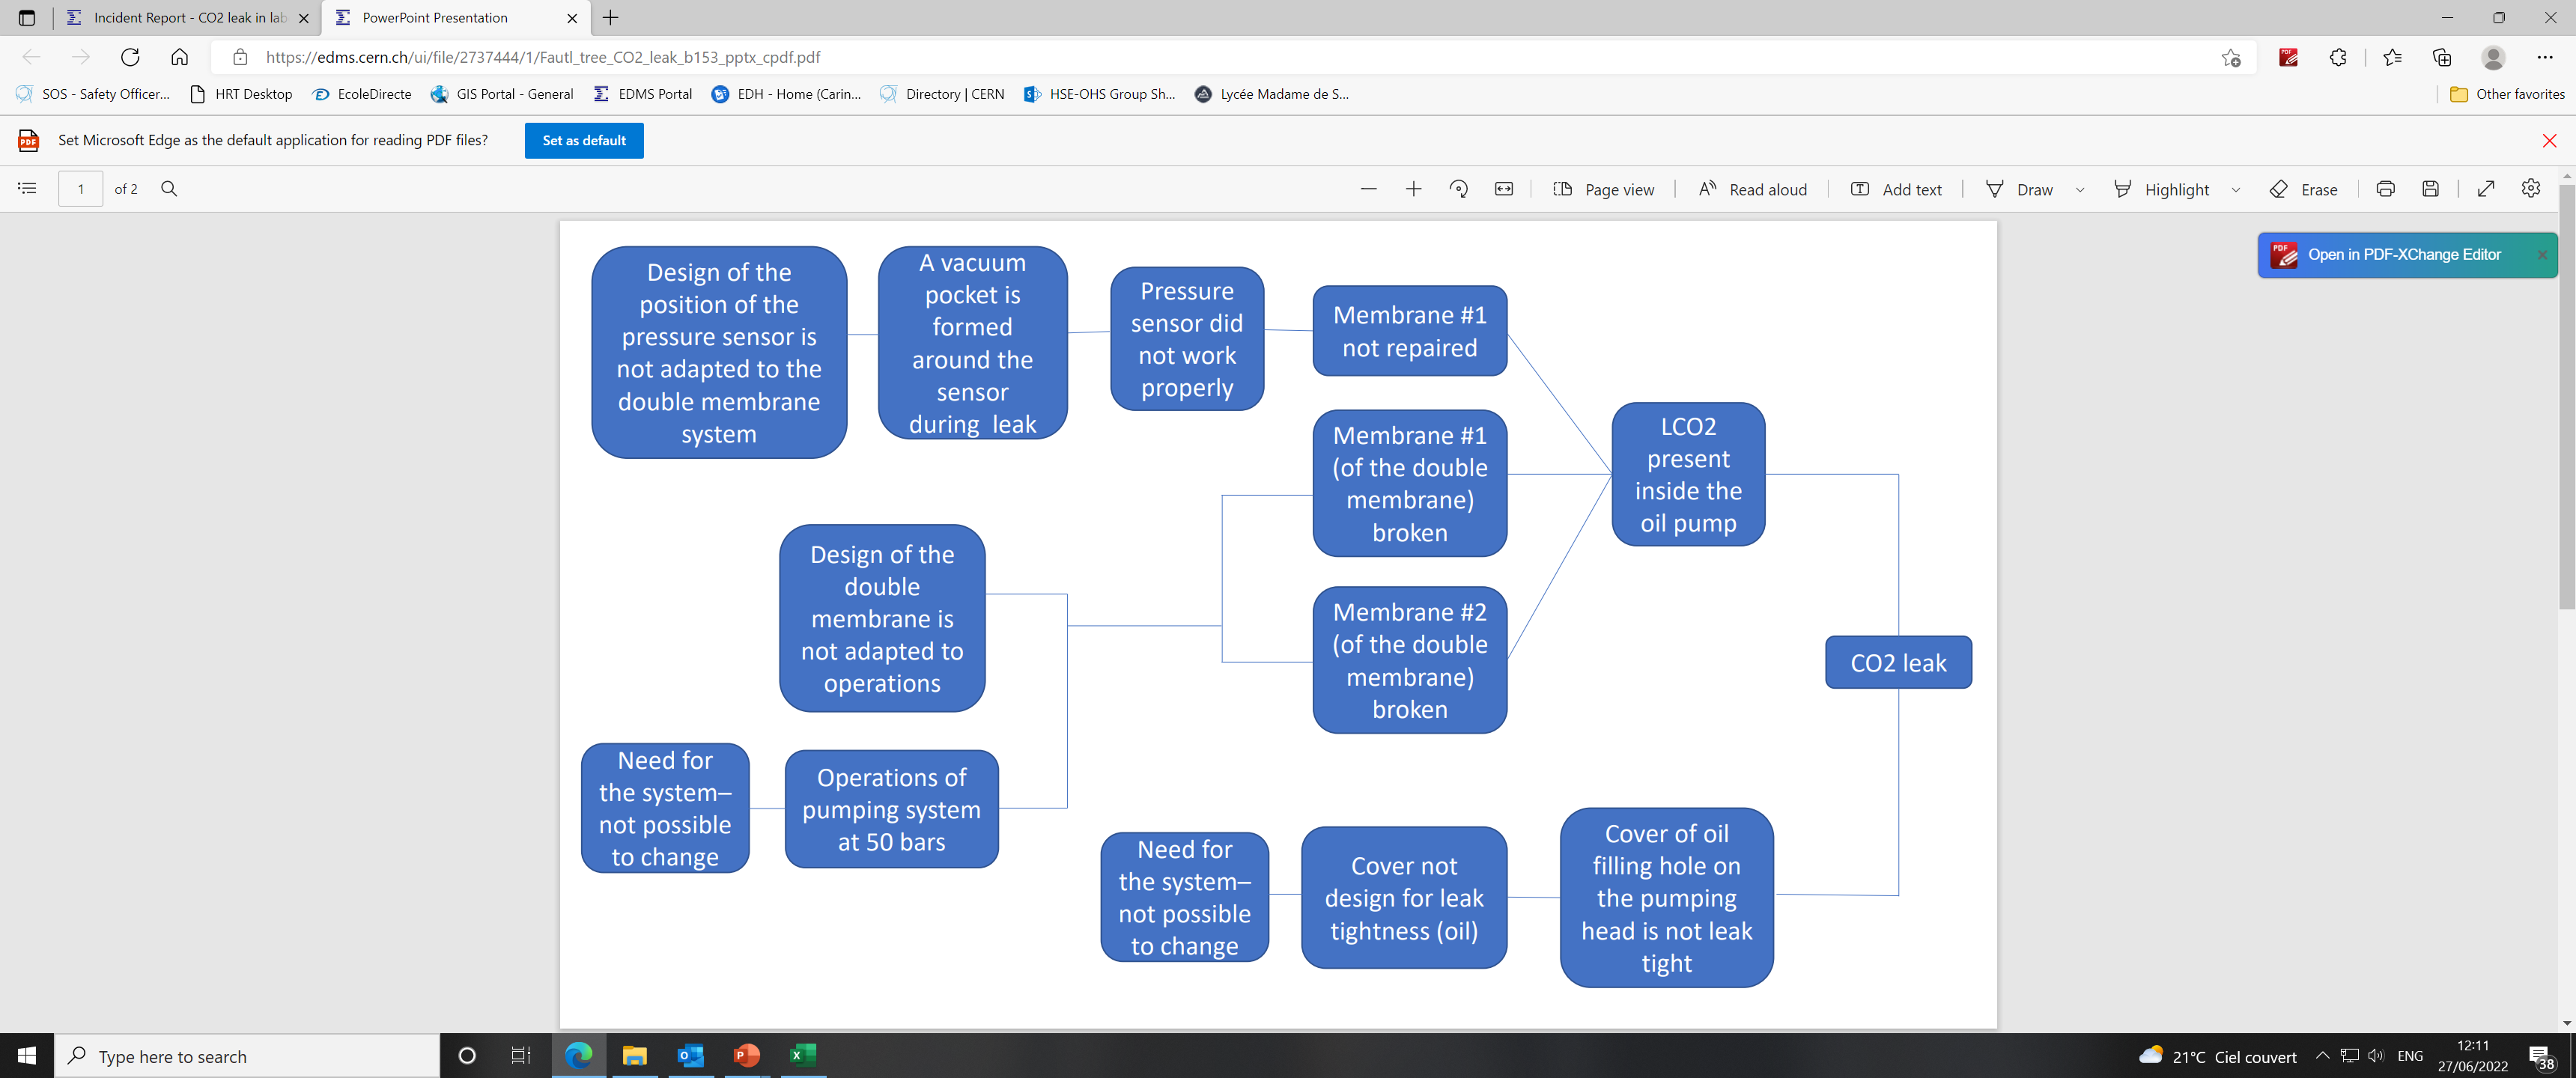 Incident Report - CO2 leak in lab
PowerPoint Presentation
https://edms.cern.ch/ui/file/2737444/1/Fautl_tree_CO2_leak_b153_pptx_cpdf.pdf
SOS - Safety Officer...
HRT Desktop
EcoleDirecte
GIS Portal - General
EDMS Portal
EDH - Home (Carin...
Directory | CERN
HSE-OHS Group Sh...
Lycée Madame de S...
Other favorites
Set Microsoft Edge as the default application for reading PDF files?
Set as default
1
of 2
Page view
Read aloud
Add text
Draw
Highlight
Erase
Open in PDF-XChange Editor
Design of the
position of the
pressure sensor is
not adapted to the
double membrane
system
A vacuum
pocket is
formed
around the
sensor
during leak
Pressure
sensor did
not work
properly
Membrane #1
not repaired
Membrane #1
(of the double
membrane)
broken
LCO2
present
inside the
oil pump
Design of the
double
membrane is
not adapted to
operations
Membrane #2
(of the double
membrane)
broken
CO2 leak
Need for
the system–
not possible
to change
Operations of
pumping system
at 50 bars
Need for
the system–
not possible
to change
Cover not
design for leak
tightness (oil)
Cover of oil
filling hole on
the pumping
head is not leak
tight
Type here to search
21°C Ciel couvert
ENG
12:11
27/06/2022
38